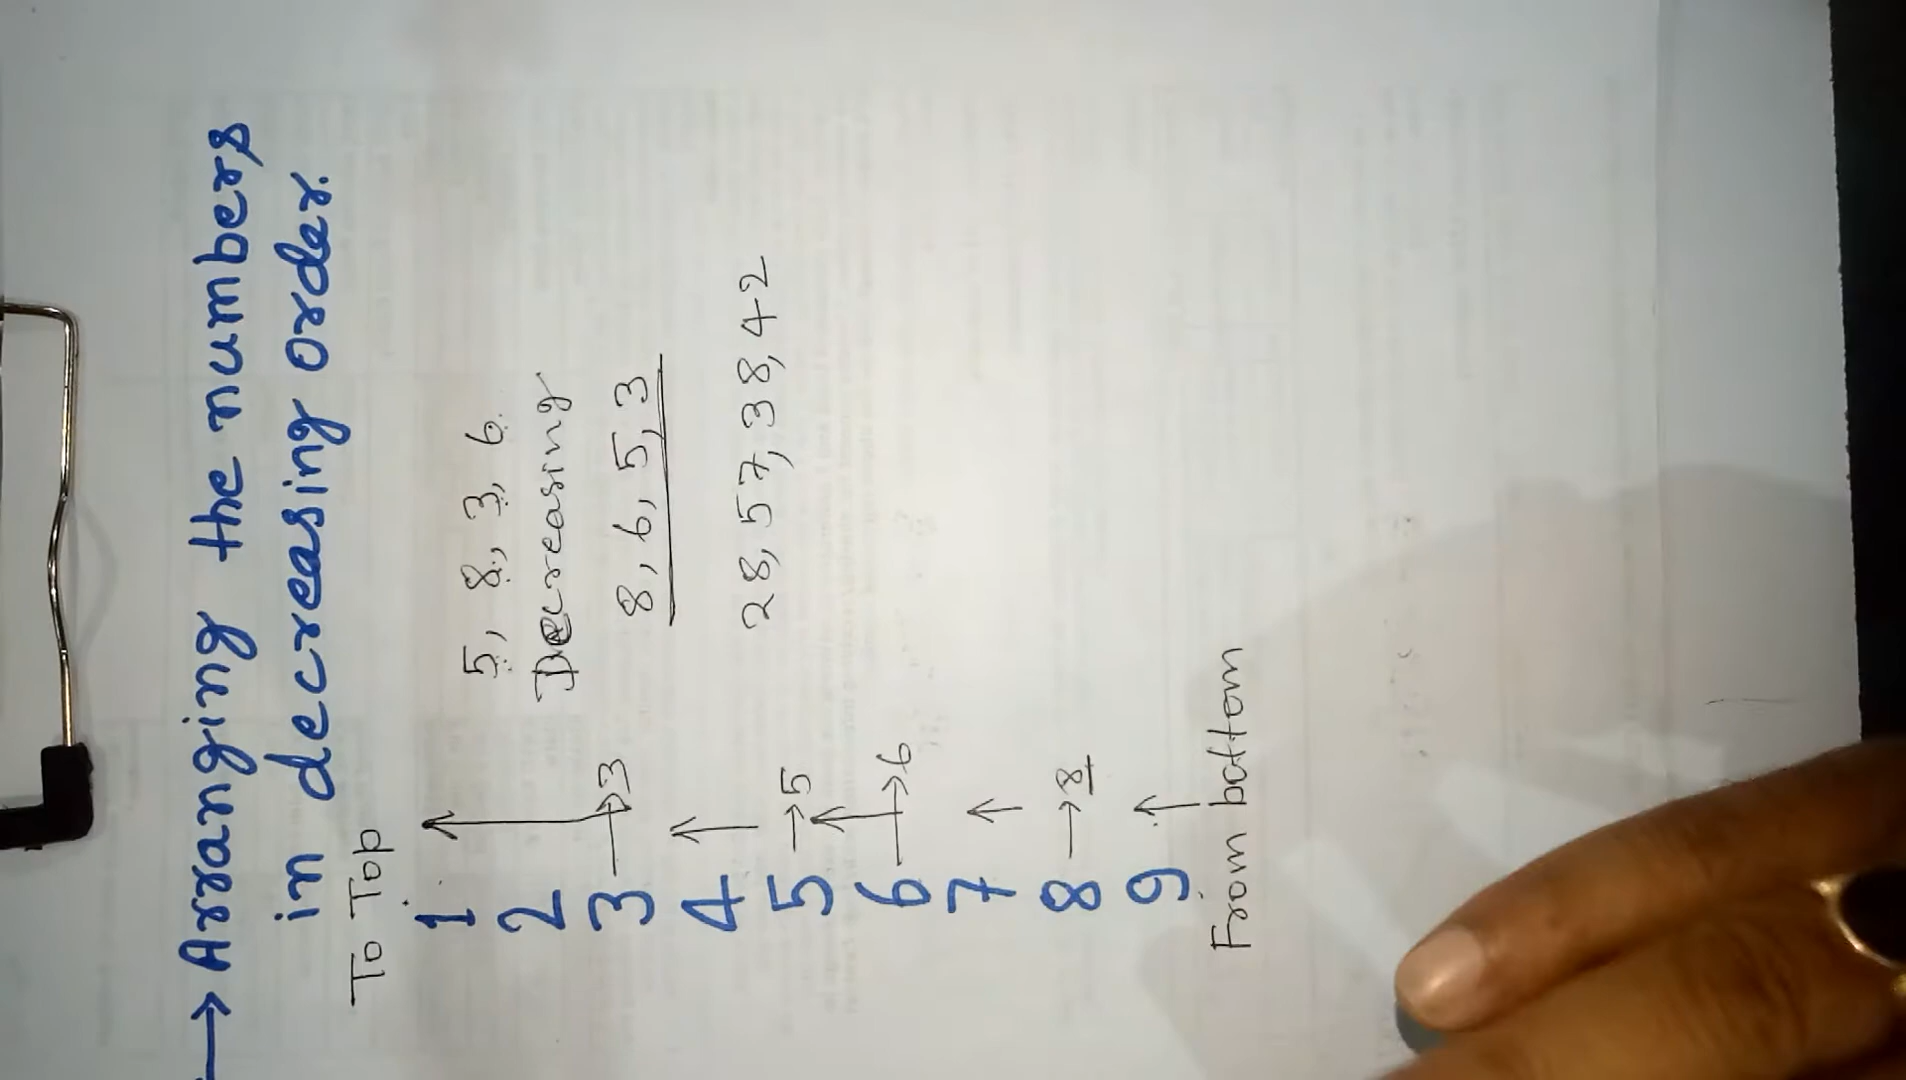 → Arranging the numbers
in decreasing order.
To Top
1
2
3 → 3
4
5 → 5
6 → 6
7
8 → 8
9
From bottom
5, 8, 3, 6
Decreasing
8, 6, 5, 3
28, 57, 38, 42